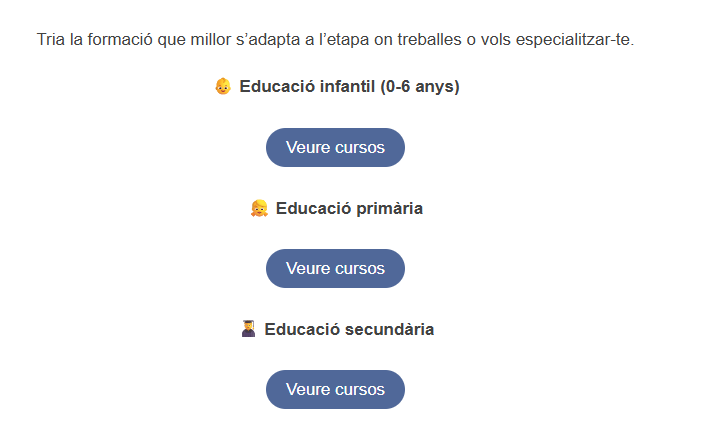 Tria la formació que millor s’adapta a l’etapa on treballes o vols especialitzar-te.
👶 Educació infantil (0-6 anys)
Veure cursos
👧 Educació primària
Veure cursos
👨‍🎓 Educació secundària
Veure cursos